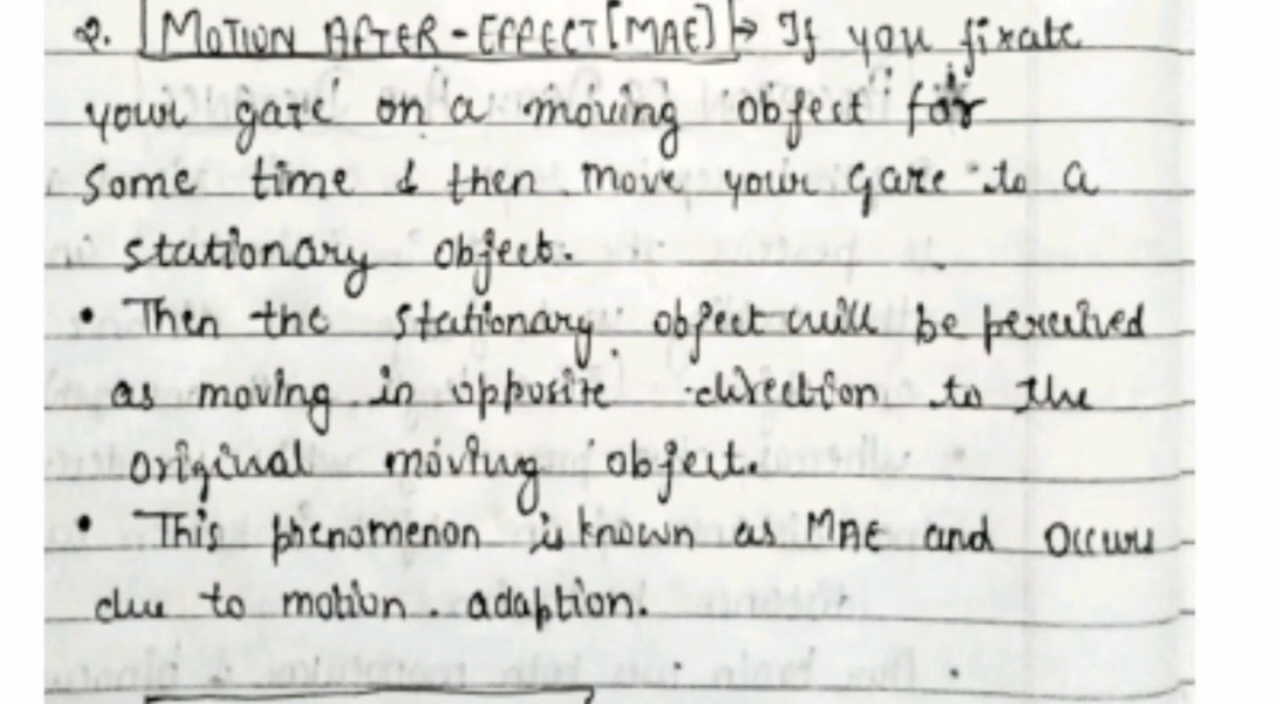 2. MOTION AFTER-EFFECT [MAE] → If you fixate
your gaze on a moving object for
some time & then move your gaze to a
stationary object.
• Then the stationary object will be perceived
as moving in opposite direction to the
original moving object.
• This phenomenon is known as MAE and occurs
due to motion adaption.